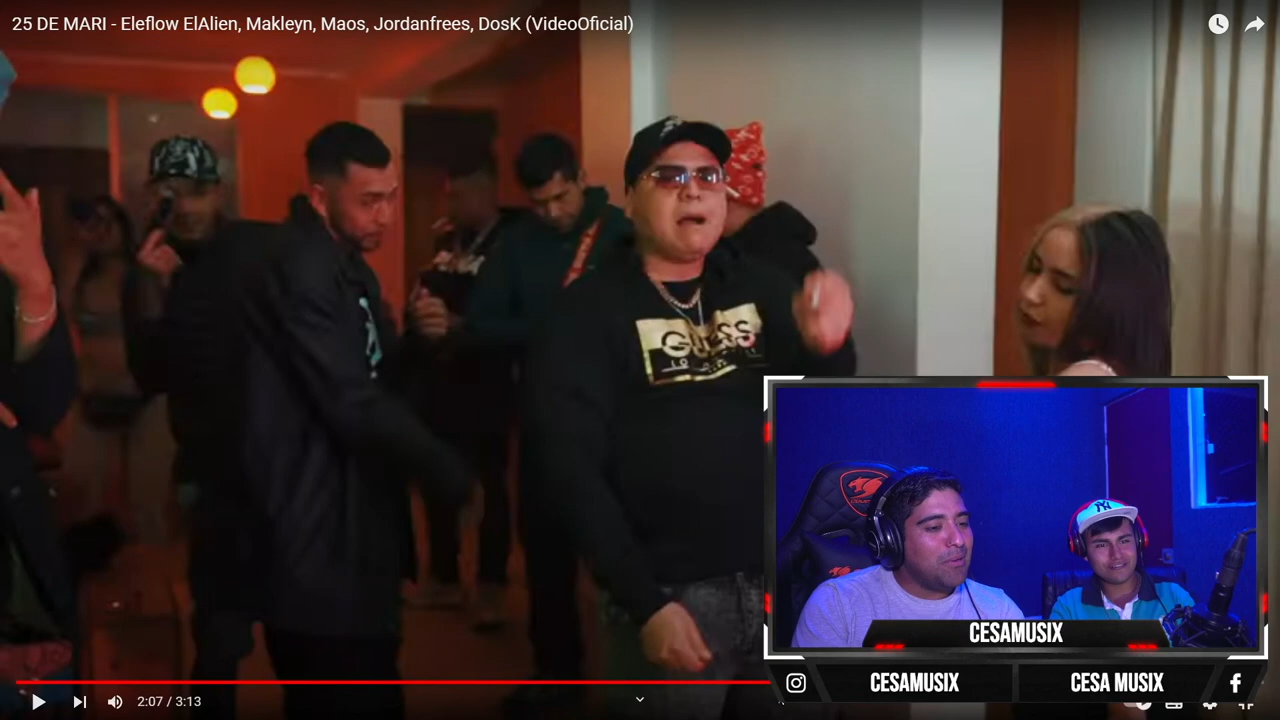 25 DE MARI - Eleflow ElAlien, Makleyn, Maos, Jordanfrees, DosK (VideoOficial)
GUESS
NY
CESAMUSIX
CESAMUSIX
CESA MUSIX
2:07 / 3:13